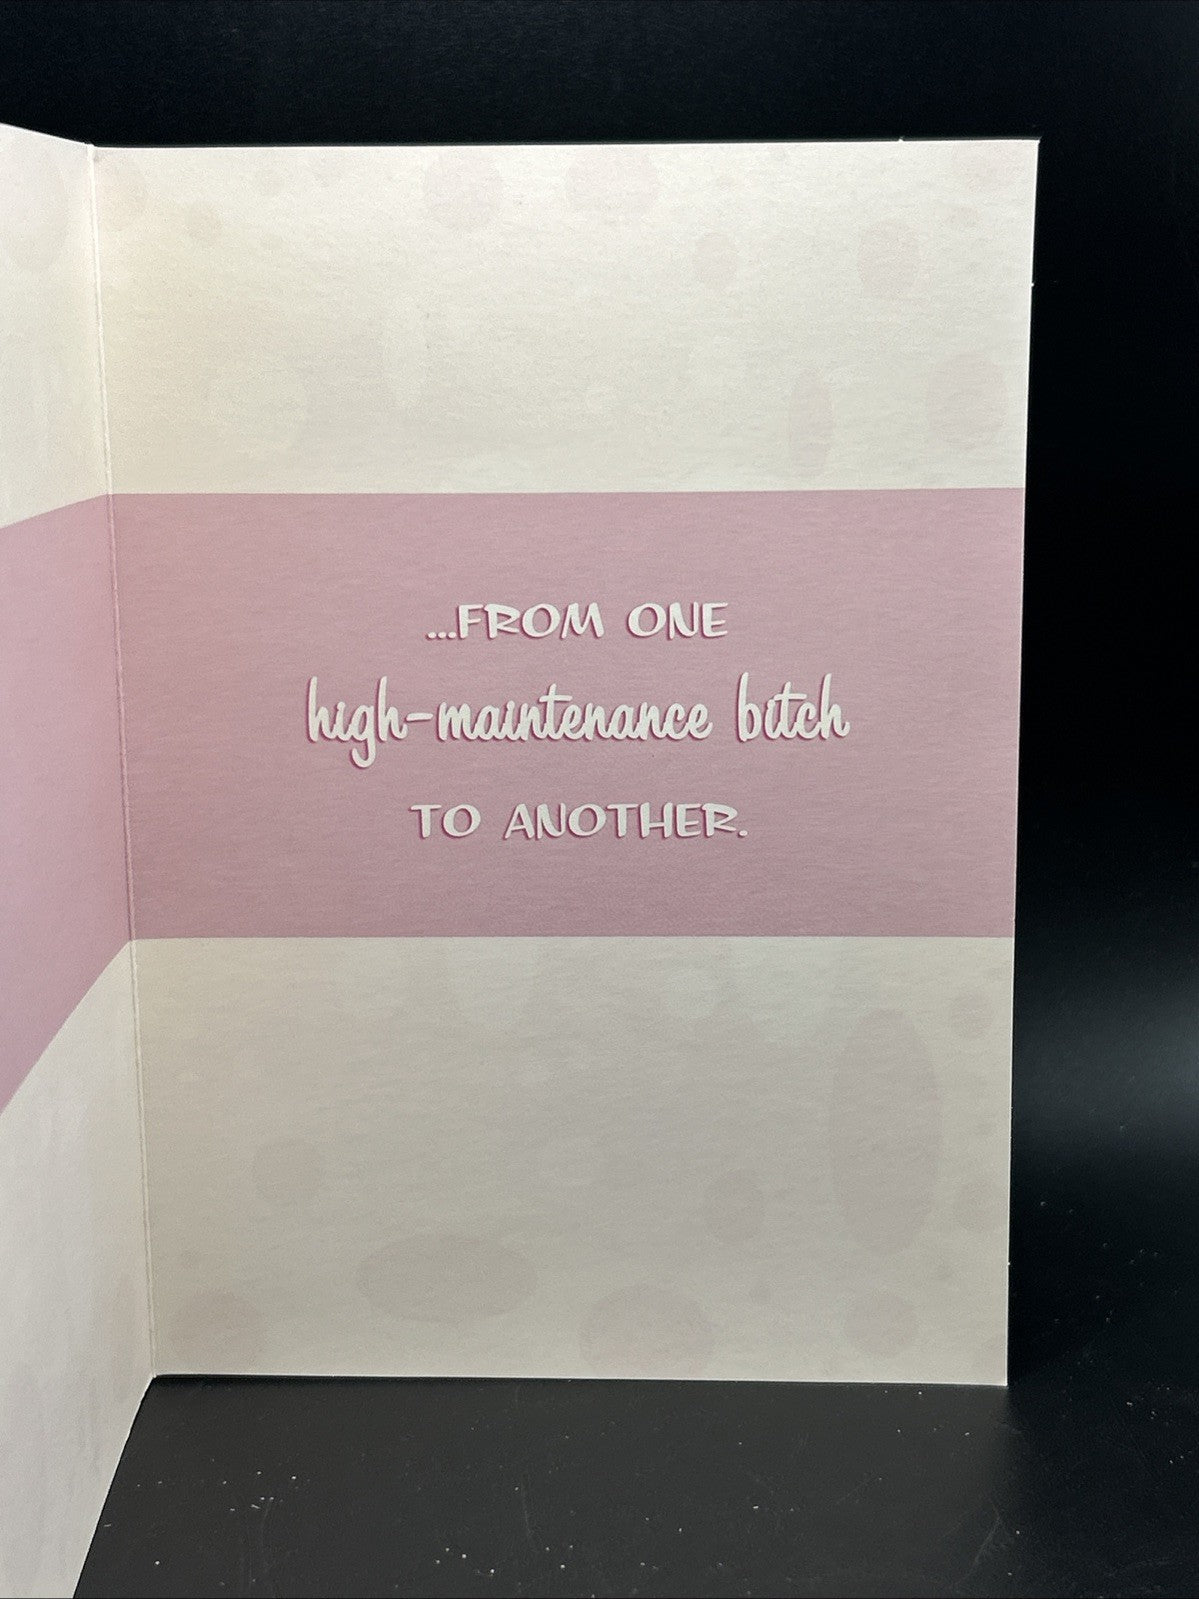 ...FROM ONE
high-maintenance bitch
TO ANOTHER.